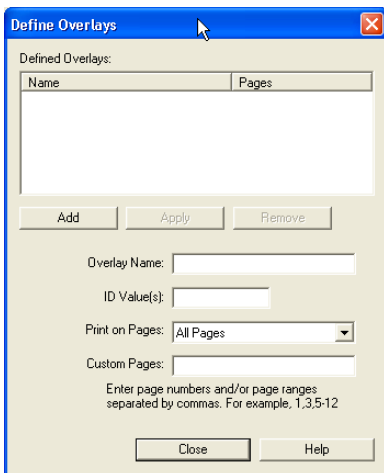 Define Overlays
Defined Overlays:
Name Pages
Add Apply Remove
Overlay Name:
ID Value(s):
Print on Pages: All Pages
Custom Pages:
Enter page numbers and/or page ranges
separated by commas. For example, 1,3,5-12
Close Help